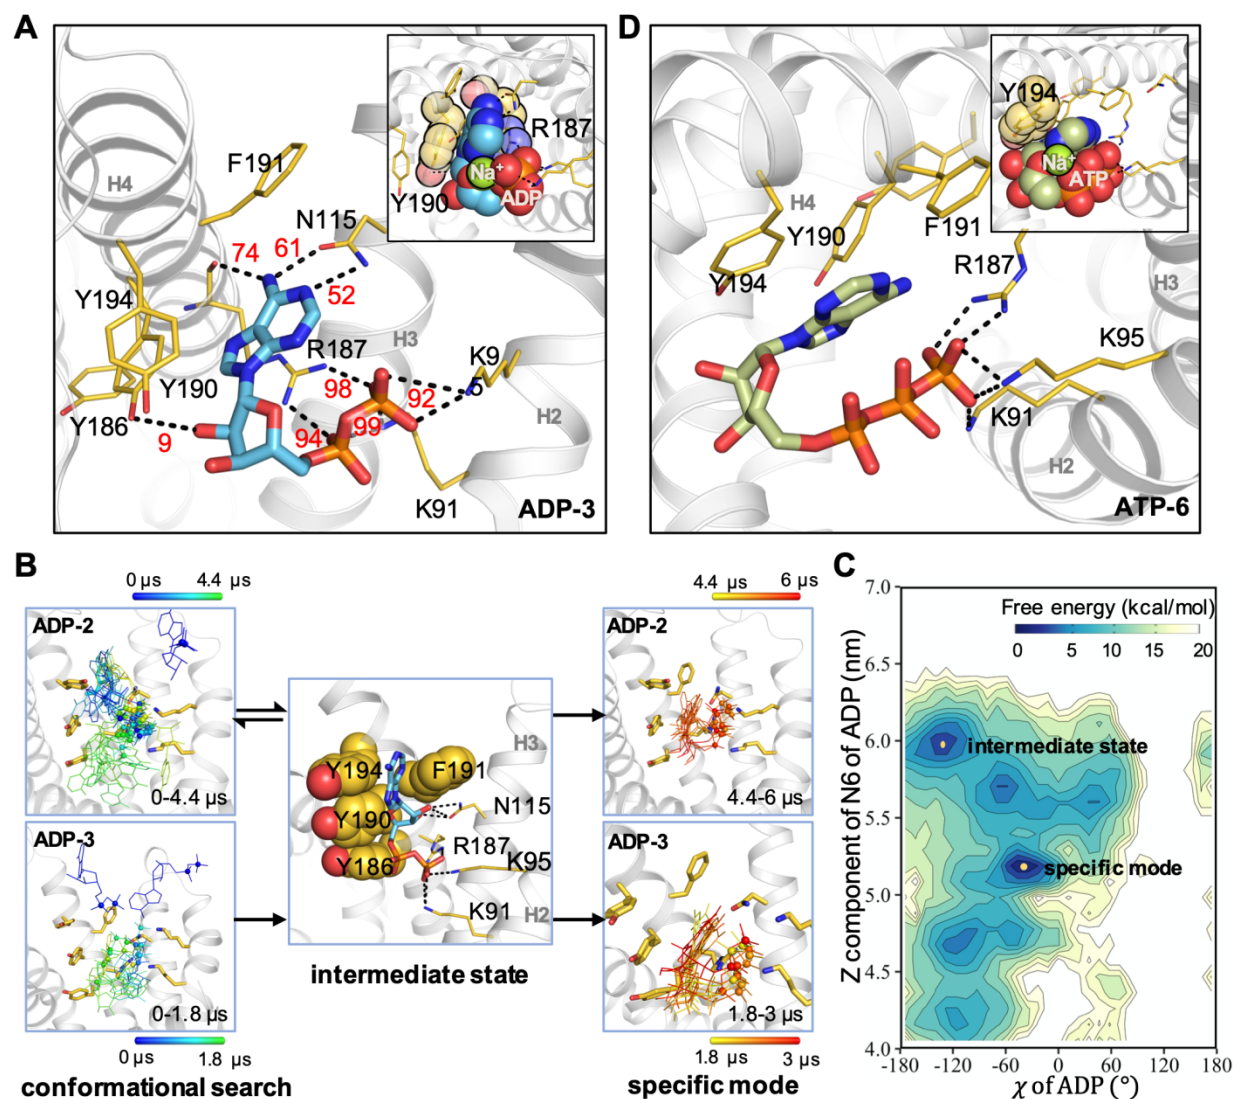 A
H4
F191
N115
74
61
52
Y194
R187
H3
Y190
98
K9
5
92
Y186
9
94
99
H2
K91
ADP-3
R187
Na+
ADP
Y190
D
H4
Y190
F191
Y194
R187
H3
K95
K91
H2
ATP-6
Y194
Na+
ATP
B
0 μs
4.4 μs
ADP-2
0-4.4 μs
ADP-3
0-1.8 μs
0 μs
1.8 μs
conformational search
Y194
F191
H3
N115
Y190
R187
Y186
K95
K91
H2
intermediate state
4.4 μs
6 μs
ADP-2
4.4-6 μs
ADP-3
1.8-3 μs
1.8 μs
3 μs
specific mode
C
Free energy (kcal/mol)
0 5 10 15 20
intermediate state
specific mode
Z component of N6 of ADP (nm)
7.0
6.5
6.0
5.5
5.0
4.5
4.0
-180 -120 -60 0 60 120 180
χ of ADP (°)